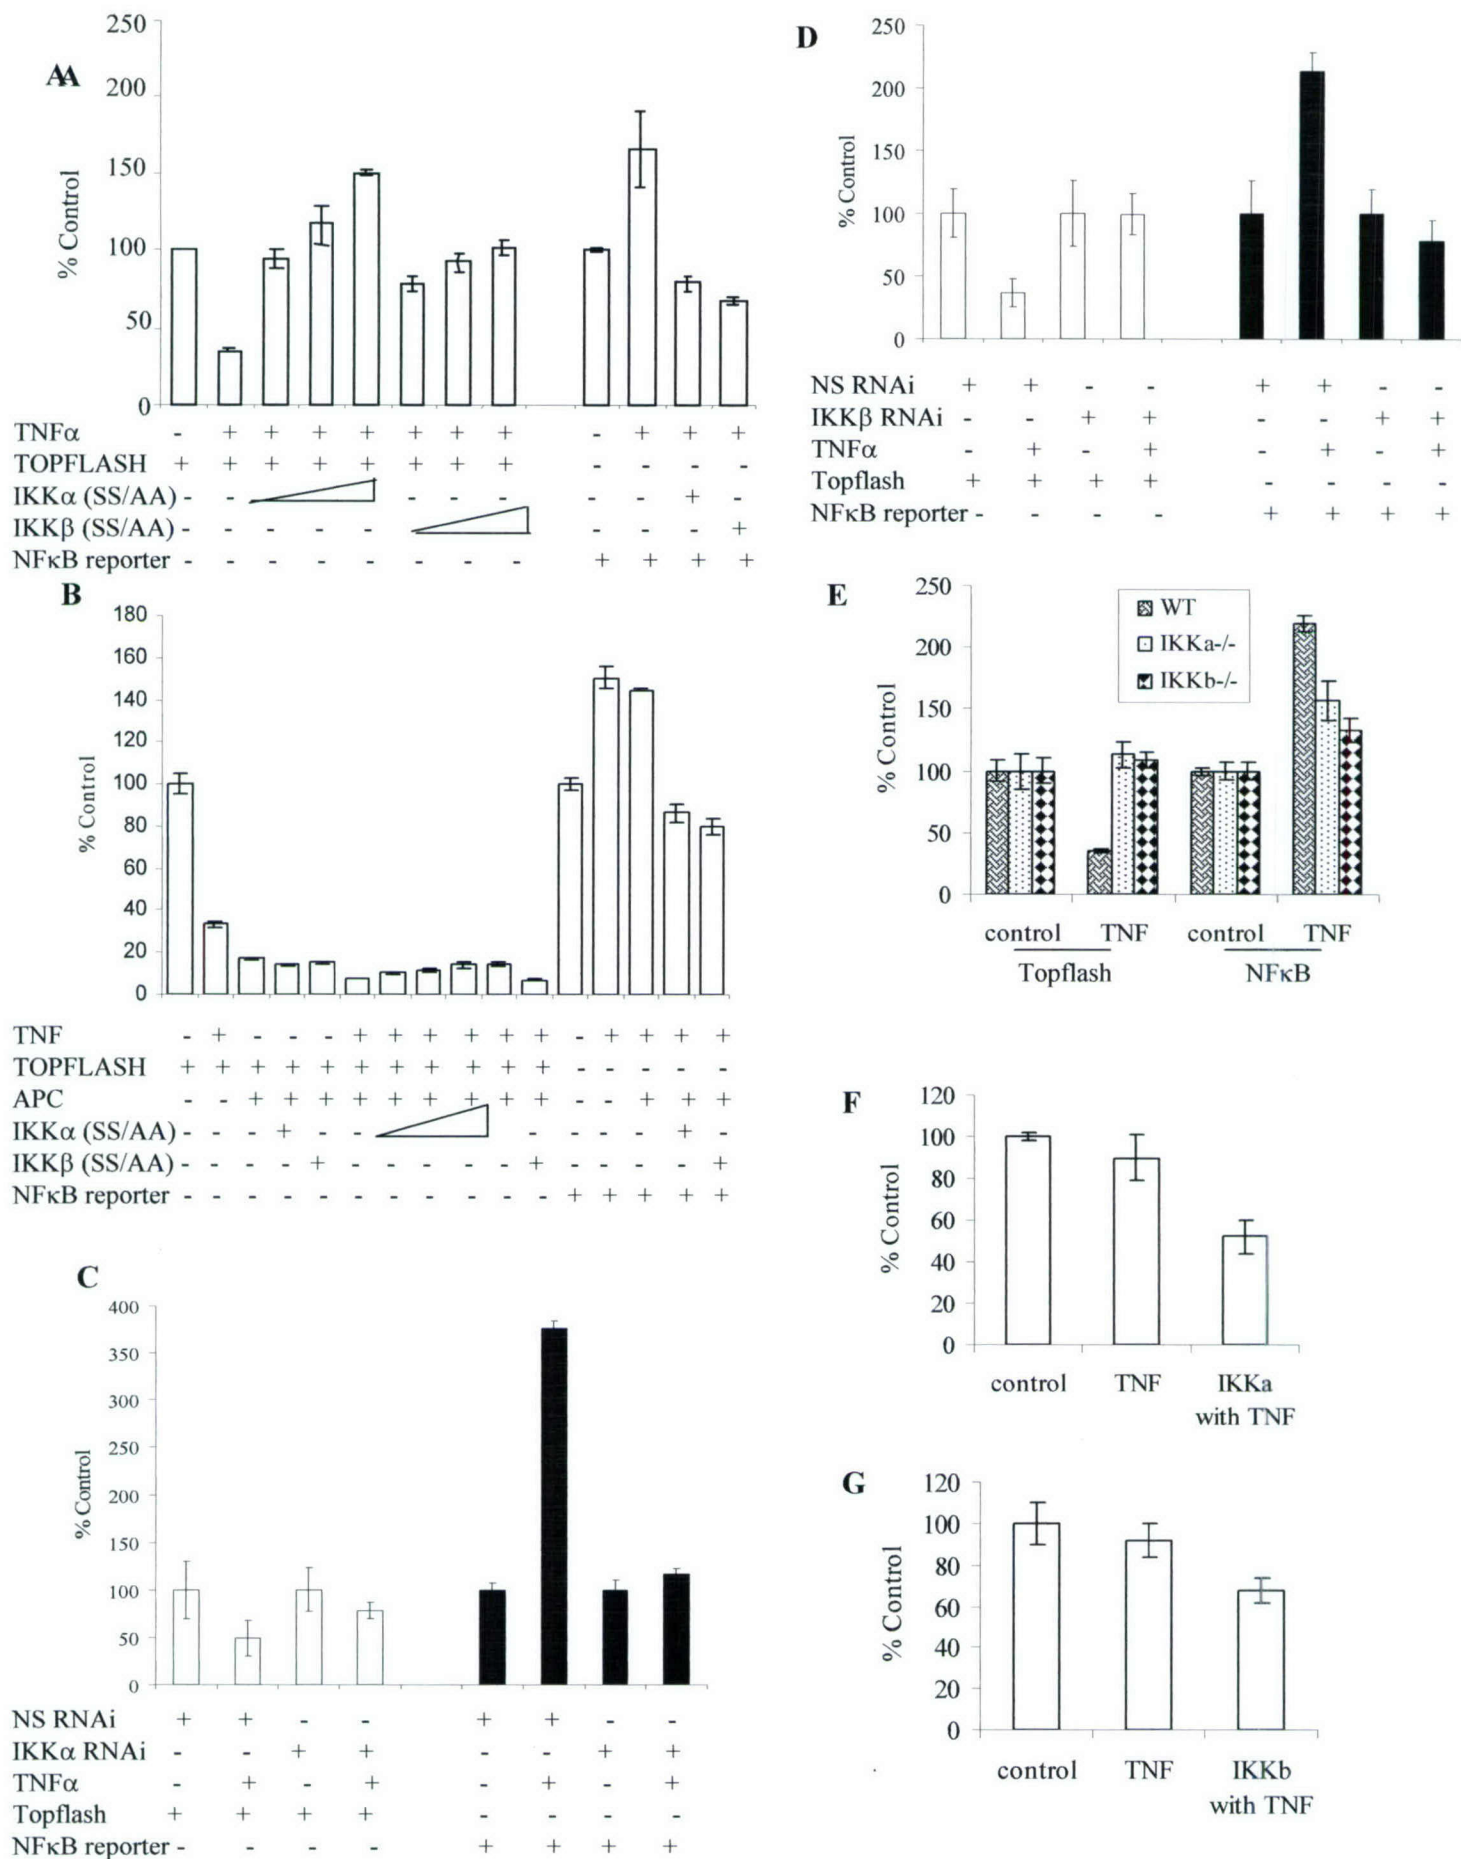 AA
250
200
150
100
50
0
% Control
TNFα - + + + + + + + - + + +
TOPFLASH + + + + + + + + - - - -
IKKα (SS/AA) - - - - - - - + -
IKKβ (SS/AA) - - - - - - - - +
NFκB reporter - - - - - - - - + + + +
B
180
160
140
120
100
80
60
40
20
0
% Control
TNF - + - - - + + + + + + - + + + +
TOPFLASH + + + + + + + + + + + - - - - -
APC - - + + + + + + + + + - - + + +
IKKα (SS/AA) - - - + - - - - - - + -
IKKβ (SS/AA) - - - - + - - - - - + - - - - +
NFκB reporter - - - - - - - - - - - + + + + +
C
400
350
300
250
200
150
100
50
0
% Control
NS RNAi + + - - + + - -
IKKα RNAi - - + + - - + +
TNFα - + - + - + - +
Topflash + + + + - - - -
NFκB reporter - - - - + + + +
D
250
200
150
100
50
0
% Control
NS RNAi + + - - + + - -
IKKβ RNAi - - + + - - + +
TNFα - + - + - + - +
Topflash + + + + - - - -
NFκB reporter - - - - + + + +
E
250
200
150
100
50
0
% Control
WT
IKKa-/-
IKKb-/-
control TNF control TNF
Topflash NFκB
F
120
100
80
60
40
20
0
% Control
control TNF IKKa
with TNF
G
120
100
80
60
40
20
0
% Control
control TNF IKKb
with TNF